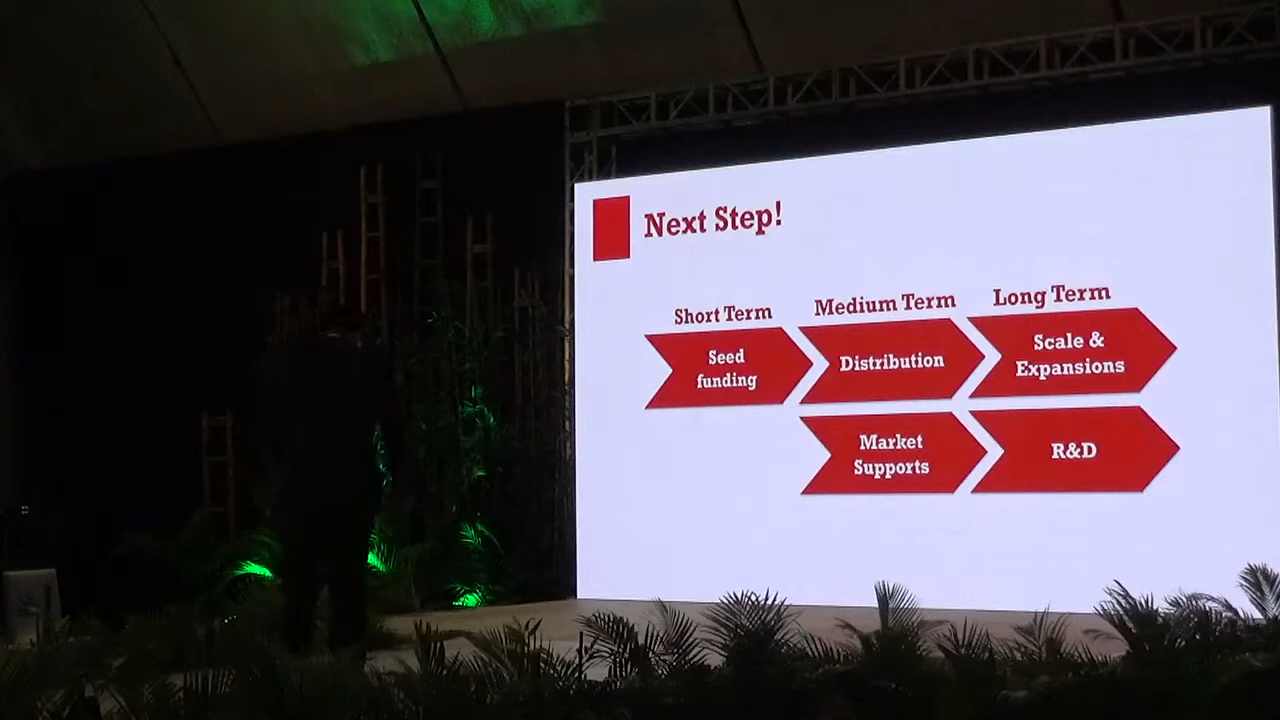 Next Step!
Short Term
Medium Term
Long Term
Seed
funding
Distribution
Scale &
Expansions
Market
Supports
R&D